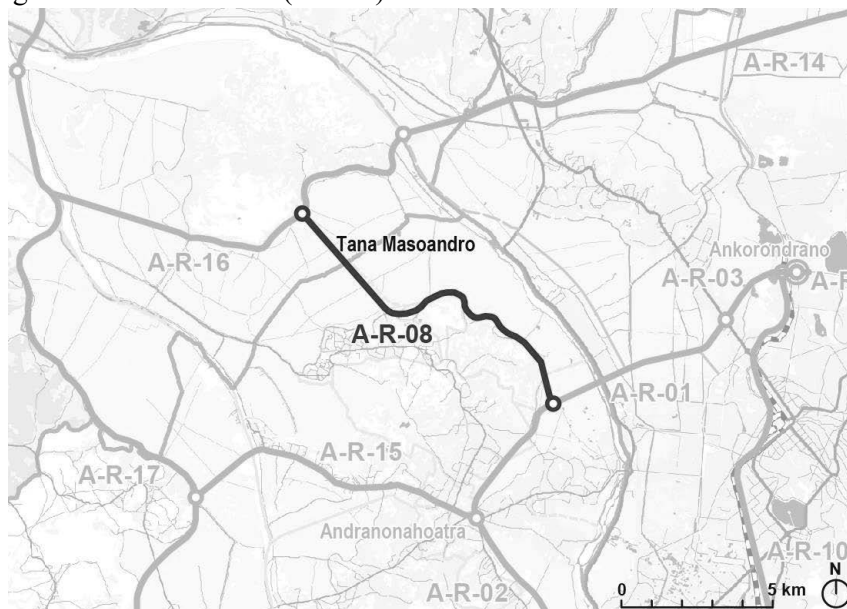 A-R-14
Tana Masoandro
Ankorondrano
A-R-16
A-R-03
A-R-08
A-R-01
A-R-15
A-R-17
Andranonahoatra
A-R-10
A-R-02
N
0
5 km